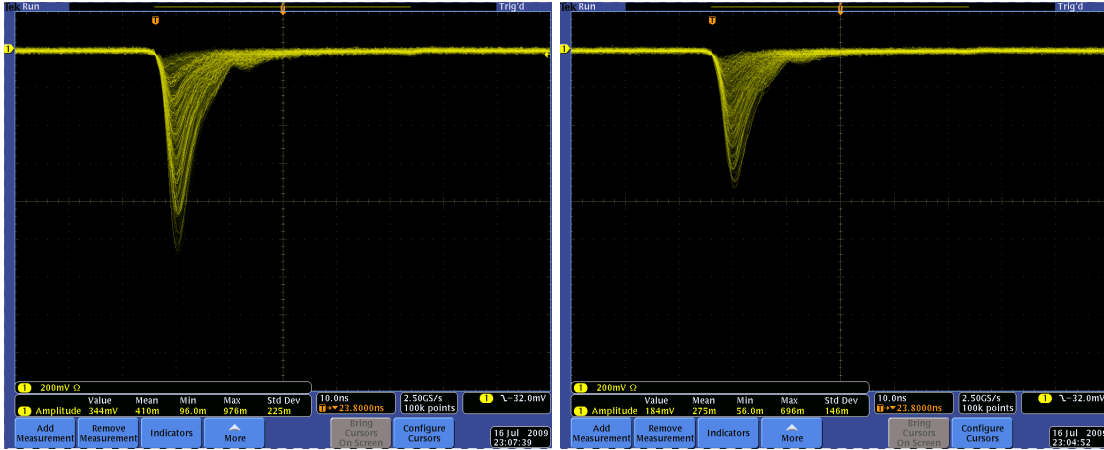 Tek Run Trig'd
T
1
1 200mV Ω
Value Mean Min Max Std Dev
1 Amplitude 344mV 410m 96.0m 976m 225m
10.0ns 2.50GS/s 1 -32.0mV
T→▼23.8000ns 100k points
Add Measurement
Remove Measurement
Indicators
More
Bring Cursors On Screen
Configure Cursors
16 Jul 2009
23:07:39
Tek Run Trig'd
T
1
1 200mV Ω
Value Mean Min Max Std Dev
1 Amplitude 184mV 275m 56.0m 696m 146m
10.0ns 2.50GS/s 1 -32.0mV
T→▼23.8000ns 100k points
Add Measurement
Remove Measurement
Indicators
More
Bring Cursors On Screen
Configure Cursors
16 Jul 2009
23:04:52